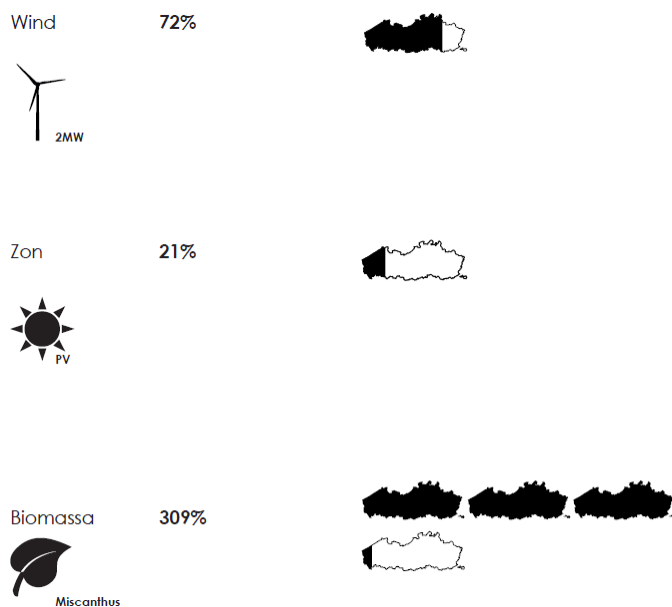 Wind 72%
2MW
Zon 21%
PV
Biomassa 309%
Miscanthus